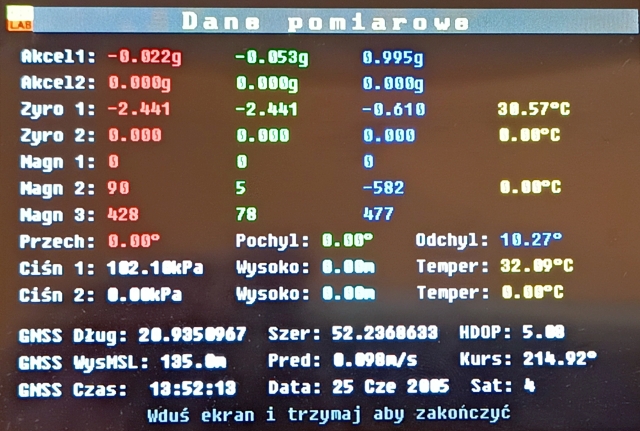 LAB
Dane pomiarowe
Akcel1: -0.022g -0.053g 0.995g
Akcel2: 0.000g 0.000g 0.000g
Zyro 1: -2.441 -2.441 -0.610 30.57°C
Zyro 2: 0.000 0.000 0.000 0.00°C
Magn 1: 0 0 0
Magn 2: 90 5 -582 0.00°C
Magn 3: 428 78 477
Przech: 0.00° Pochyl: 0.00° Odchyl: 10.27°
Ciśn 1: 102.10kPa Wysoko: 0.00m Temper: 32.09°C
Ciśn 2: 0.00kPa Wysoko: 0.00m Temper: 0.00°C
GNSS Dług: 20.9350967 Szer: 52.2360633 HDOP: 5.08
GNSS WysMSL: 135.0m Pred: 0.098m/s Kurs: 214.92°
GNSS Czas: 13:52:13 Data: 25 Cze 2005 Sat: 4
Wduś ekran i trzymaj aby zakończyć